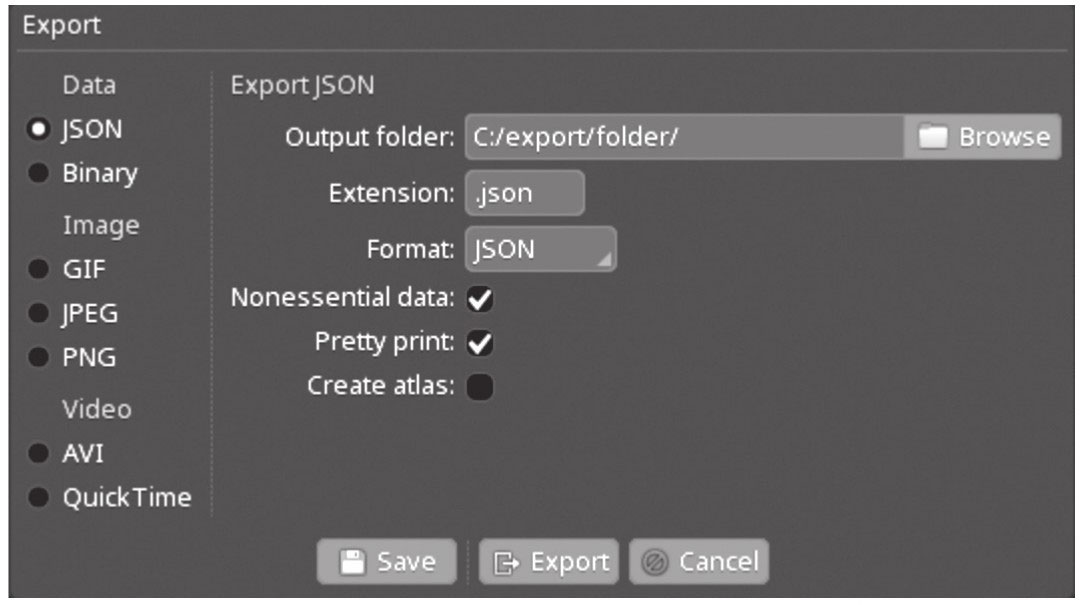 Export
Data
JSON
Binary
Image
GIF
JPEG
PNG
Video
AVI
QuickTime
Export JSON
Output folder: C:/export/folder/ Browse
Extension: .json
Format: JSON
Nonessential data:
Pretty print:
Create atlas:
Save Export Cancel